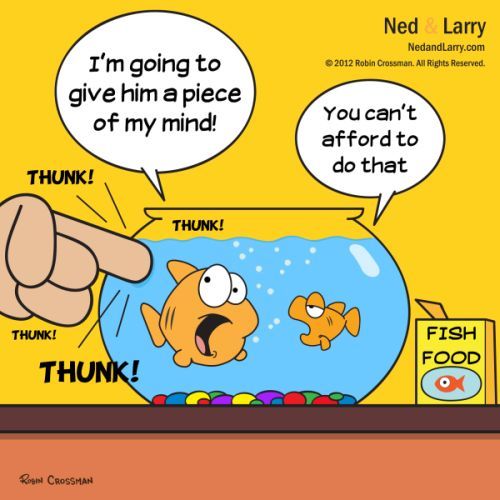 Ned & Larry
NedandLarry.com
© 2012 Robin Crossman. All Rights Reserved.
I'm going to
give him a piece
of my mind!
You can't
afford to
do that
THUNK!
THUNK!
THUNK!
THUNK!
FISH
FOOD
ROBIN CROSSMAN